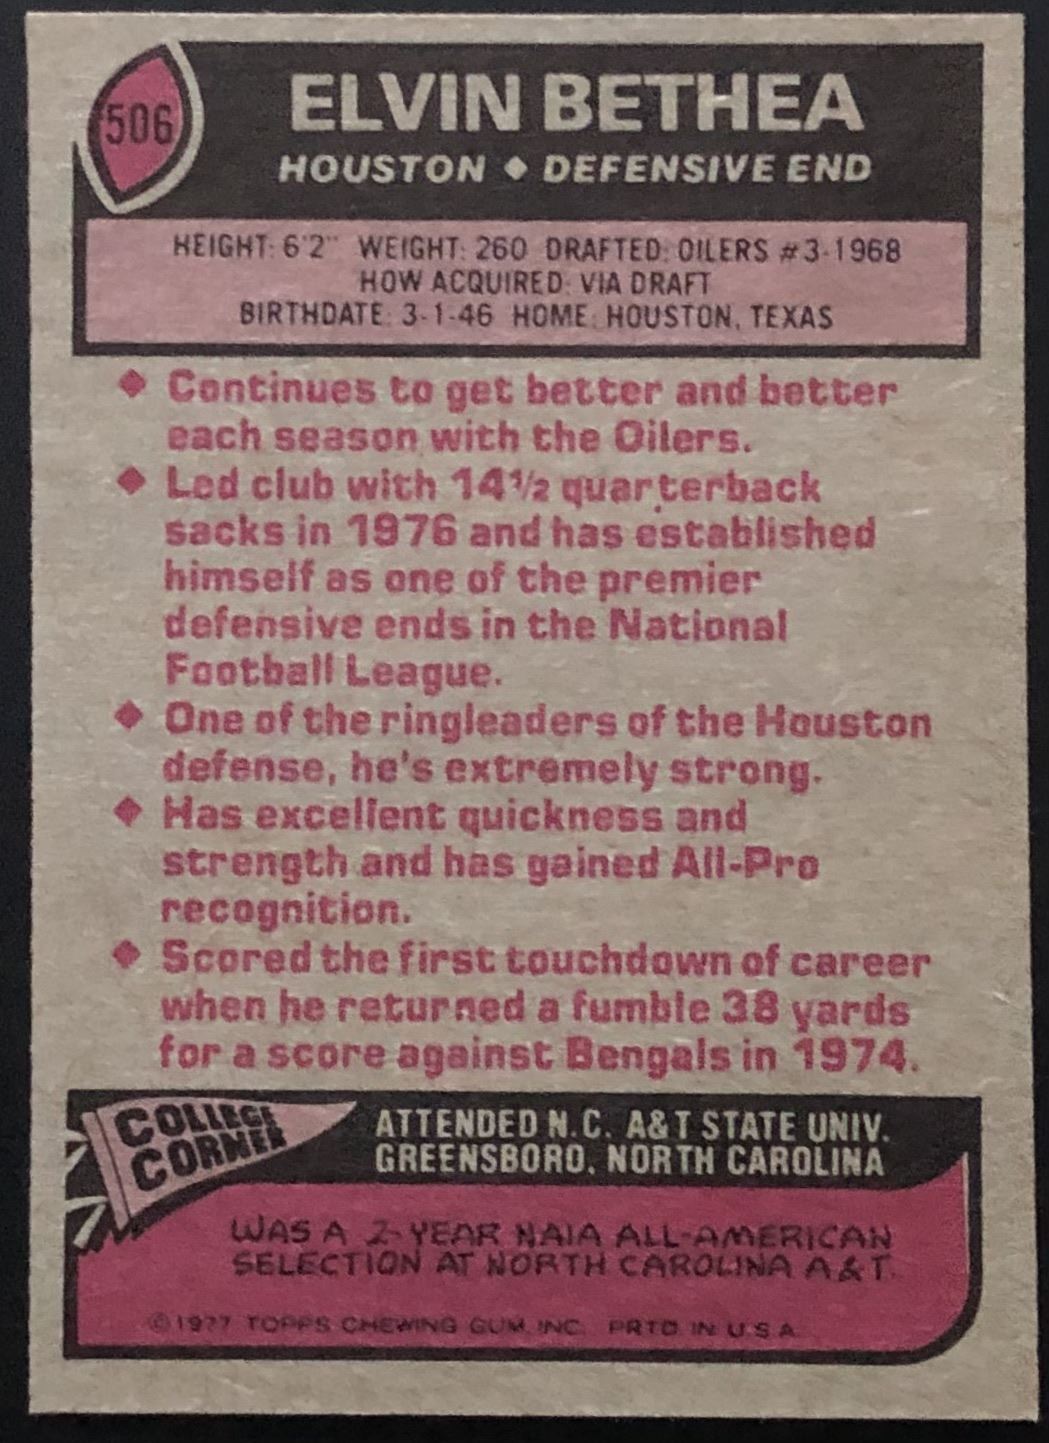 506
ELVIN BETHEA
HOUSTON ◆ DEFENSIVE END
HEIGHT: 6'2" WEIGHT: 260 DRAFTED: OILERS #3-1968
HOW ACQUIRED: VIA DRAFT
BIRTHDATE: 3-1-46 HOME: HOUSTON, TEXAS
◆ Continues to get better and better
each season with the Oilers.
◆ Led club with 14½ quarterback
sacks in 1976 and has established
himself as one of the premier
defensive ends in the National
Football League.
◆ One of the ringleaders of the Houston
defense, he's extremely strong.
◆ Has excellent quickness and
strength and has gained All-Pro
recognition.
◆ Scored the first touchdown of career
when he returned a fumble 38 yards
for a score against Bengals in 1974.
COLLEGE
CORNER
ATTENDED N.C. A&T STATE UNIV.
GREENSBORO, NORTH CAROLINA
WAS A 2-YEAR NAIA ALL-AMERICAN
SELECTION AT NORTH CAROLINA A&T.
©1977 TOPPS CHEWING GUM, INC. PRTD. IN U.S.A.